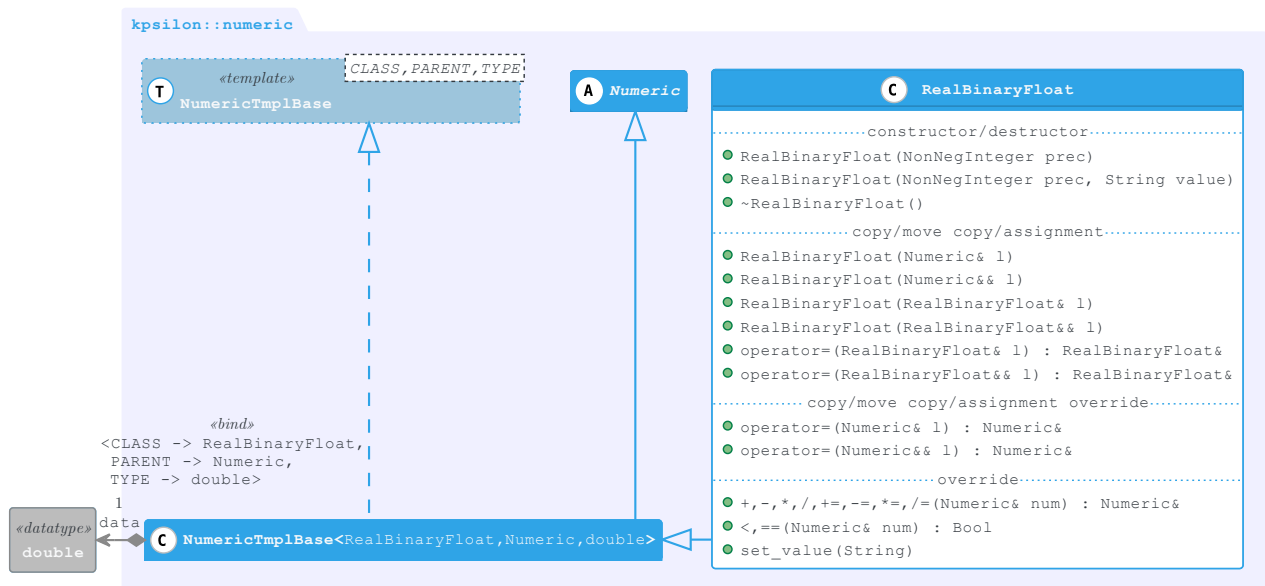 kpsilon::numeric
«template»
CLASS,PARENT,TYPE
T
NumericTmplBase
A Numeric
C RealBinaryFloat
constructor/destructor
RealBinaryFloat(NonNegInteger prec)
RealBinaryFloat(NonNegInteger prec, String value)
~RealBinaryFloat()
copy/move copy/assignment
RealBinaryFloat(Numeric& l)
RealBinaryFloat(Numeric&& l)
RealBinaryFloat(RealBinaryFloat& l)
RealBinaryFloat(RealBinaryFloat&& l)
operator=(RealBinaryFloat& l) : RealBinaryFloat&
operator=(RealBinaryFloat&& l) : RealBinaryFloat&
copy/move copy/assignment override
operator=(Numeric& l) : Numeric&
operator=(Numeric&& l) : Numeric&
override
+,-,*,/,+=,-=,*=,/=(Numeric& num) : Numeric&
<,==(Numeric& num) : Bool
set_value(String)
«bind»
<CLASS -> RealBinaryFloat,
PARENT -> Numeric,
TYPE -> double>
1
data
«datatype»
double
C NumericTmplBase<RealBinaryFloat,Numeric,double>